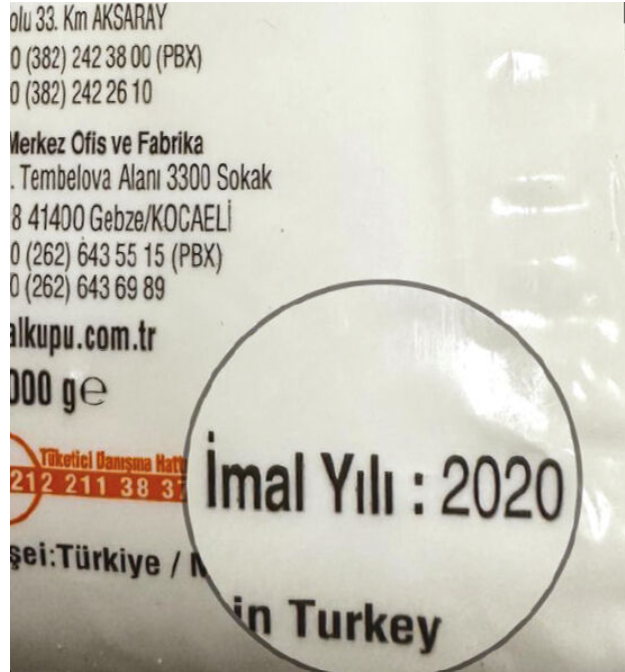 olu 33. Km AKSARAY
0 (382) 242 38 00 (PBX)
0 (382) 242 26 10
Merkez Ofis ve Fabrika
. Tembelova Alanı 3300 Sokak
8 41400 Gebze/KOCAELİ
0 (262) 643 55 15 (PBX)
0 (262) 643 69 89
alkupu.com.tr
000 g℮
Tüketici Danışma Hattı
212 211 38 37
İmal Yılı : 2020
şei:Türkiye / M
in Turkey